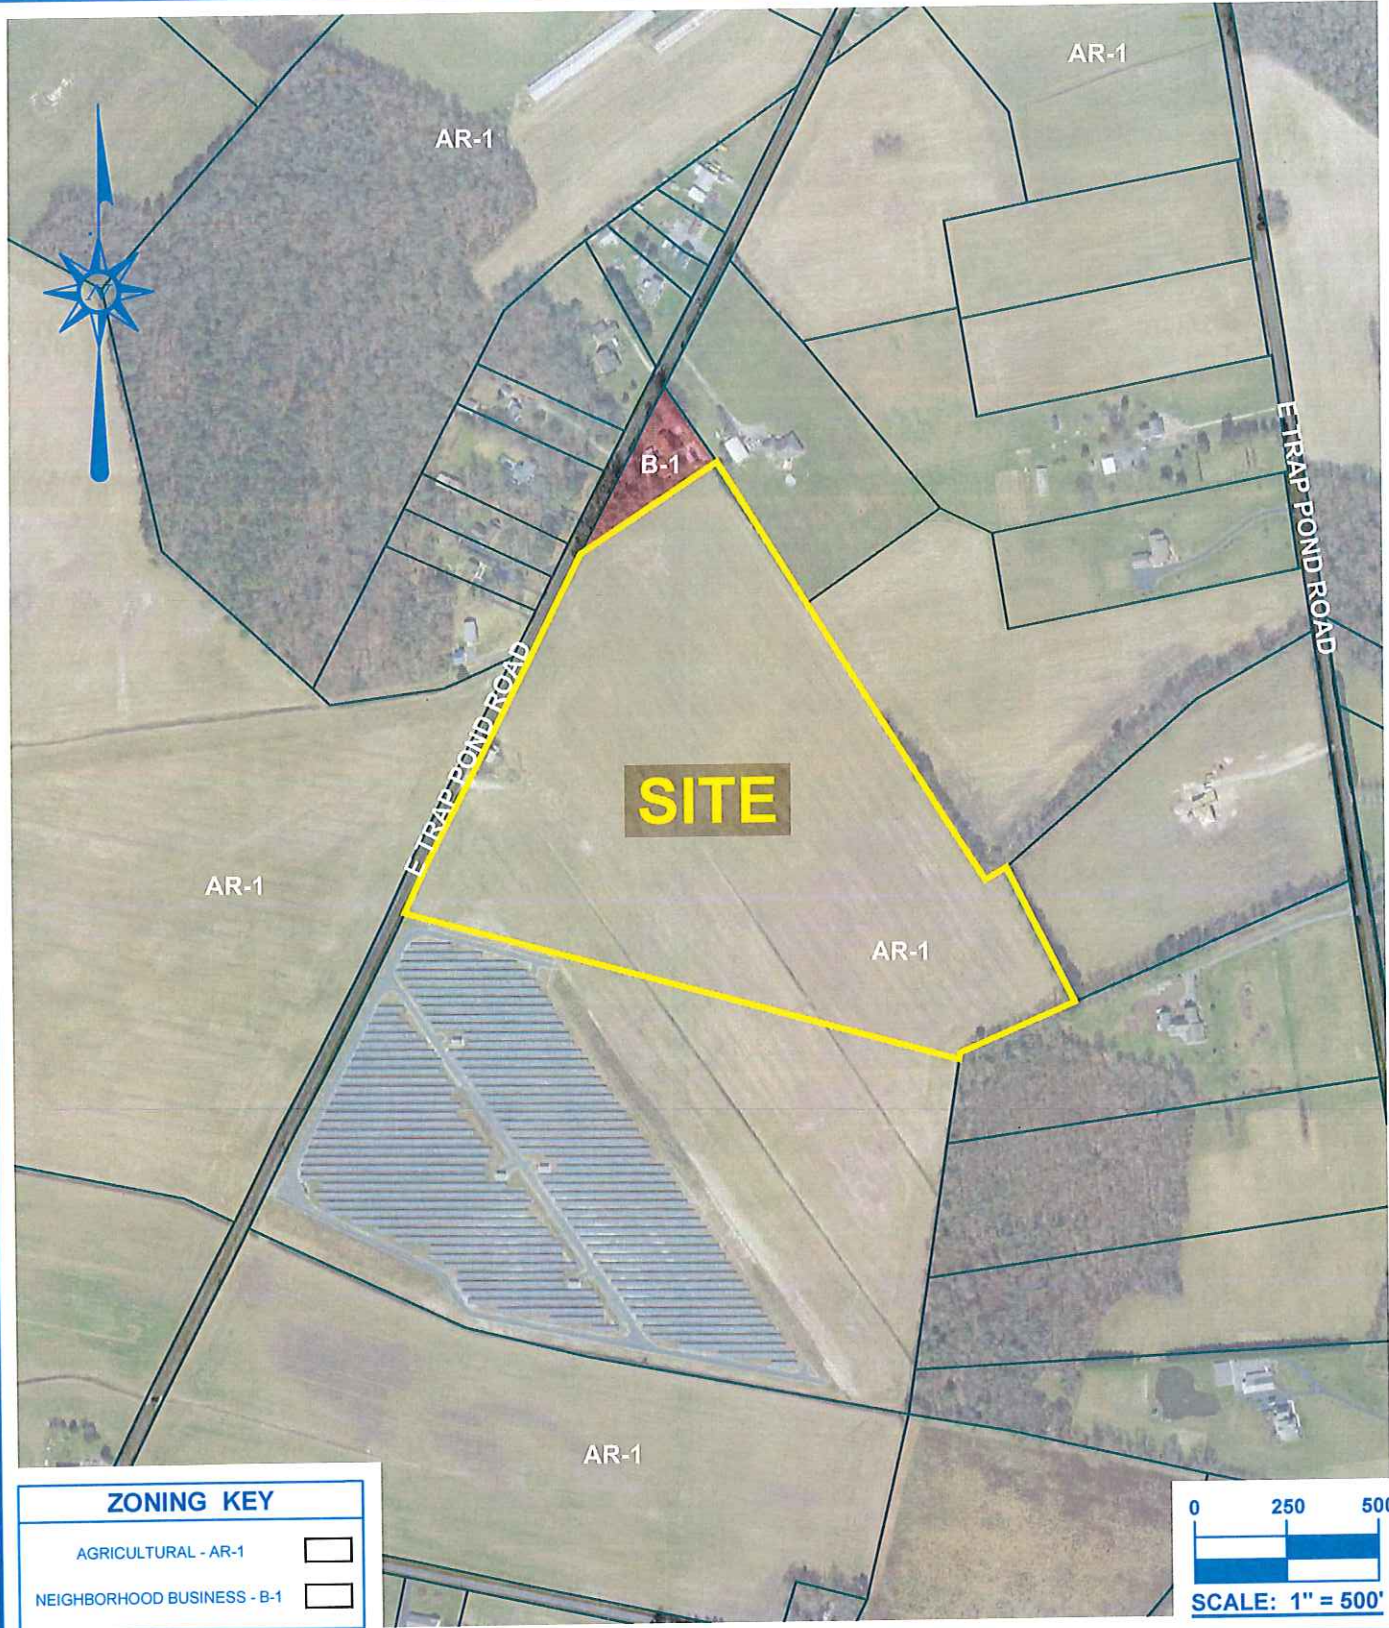 AR-1
AR-1
N
B-1
E TRAP POND ROAD
E TRAP POND ROAD
SITE
AR-1
AR-1
AR-1
ZONING KEY
AGRICULTURAL - AR-1
NEIGHBORHOOD BUSINESS - B-1
0 250 500
SCALE: 1" = 500'